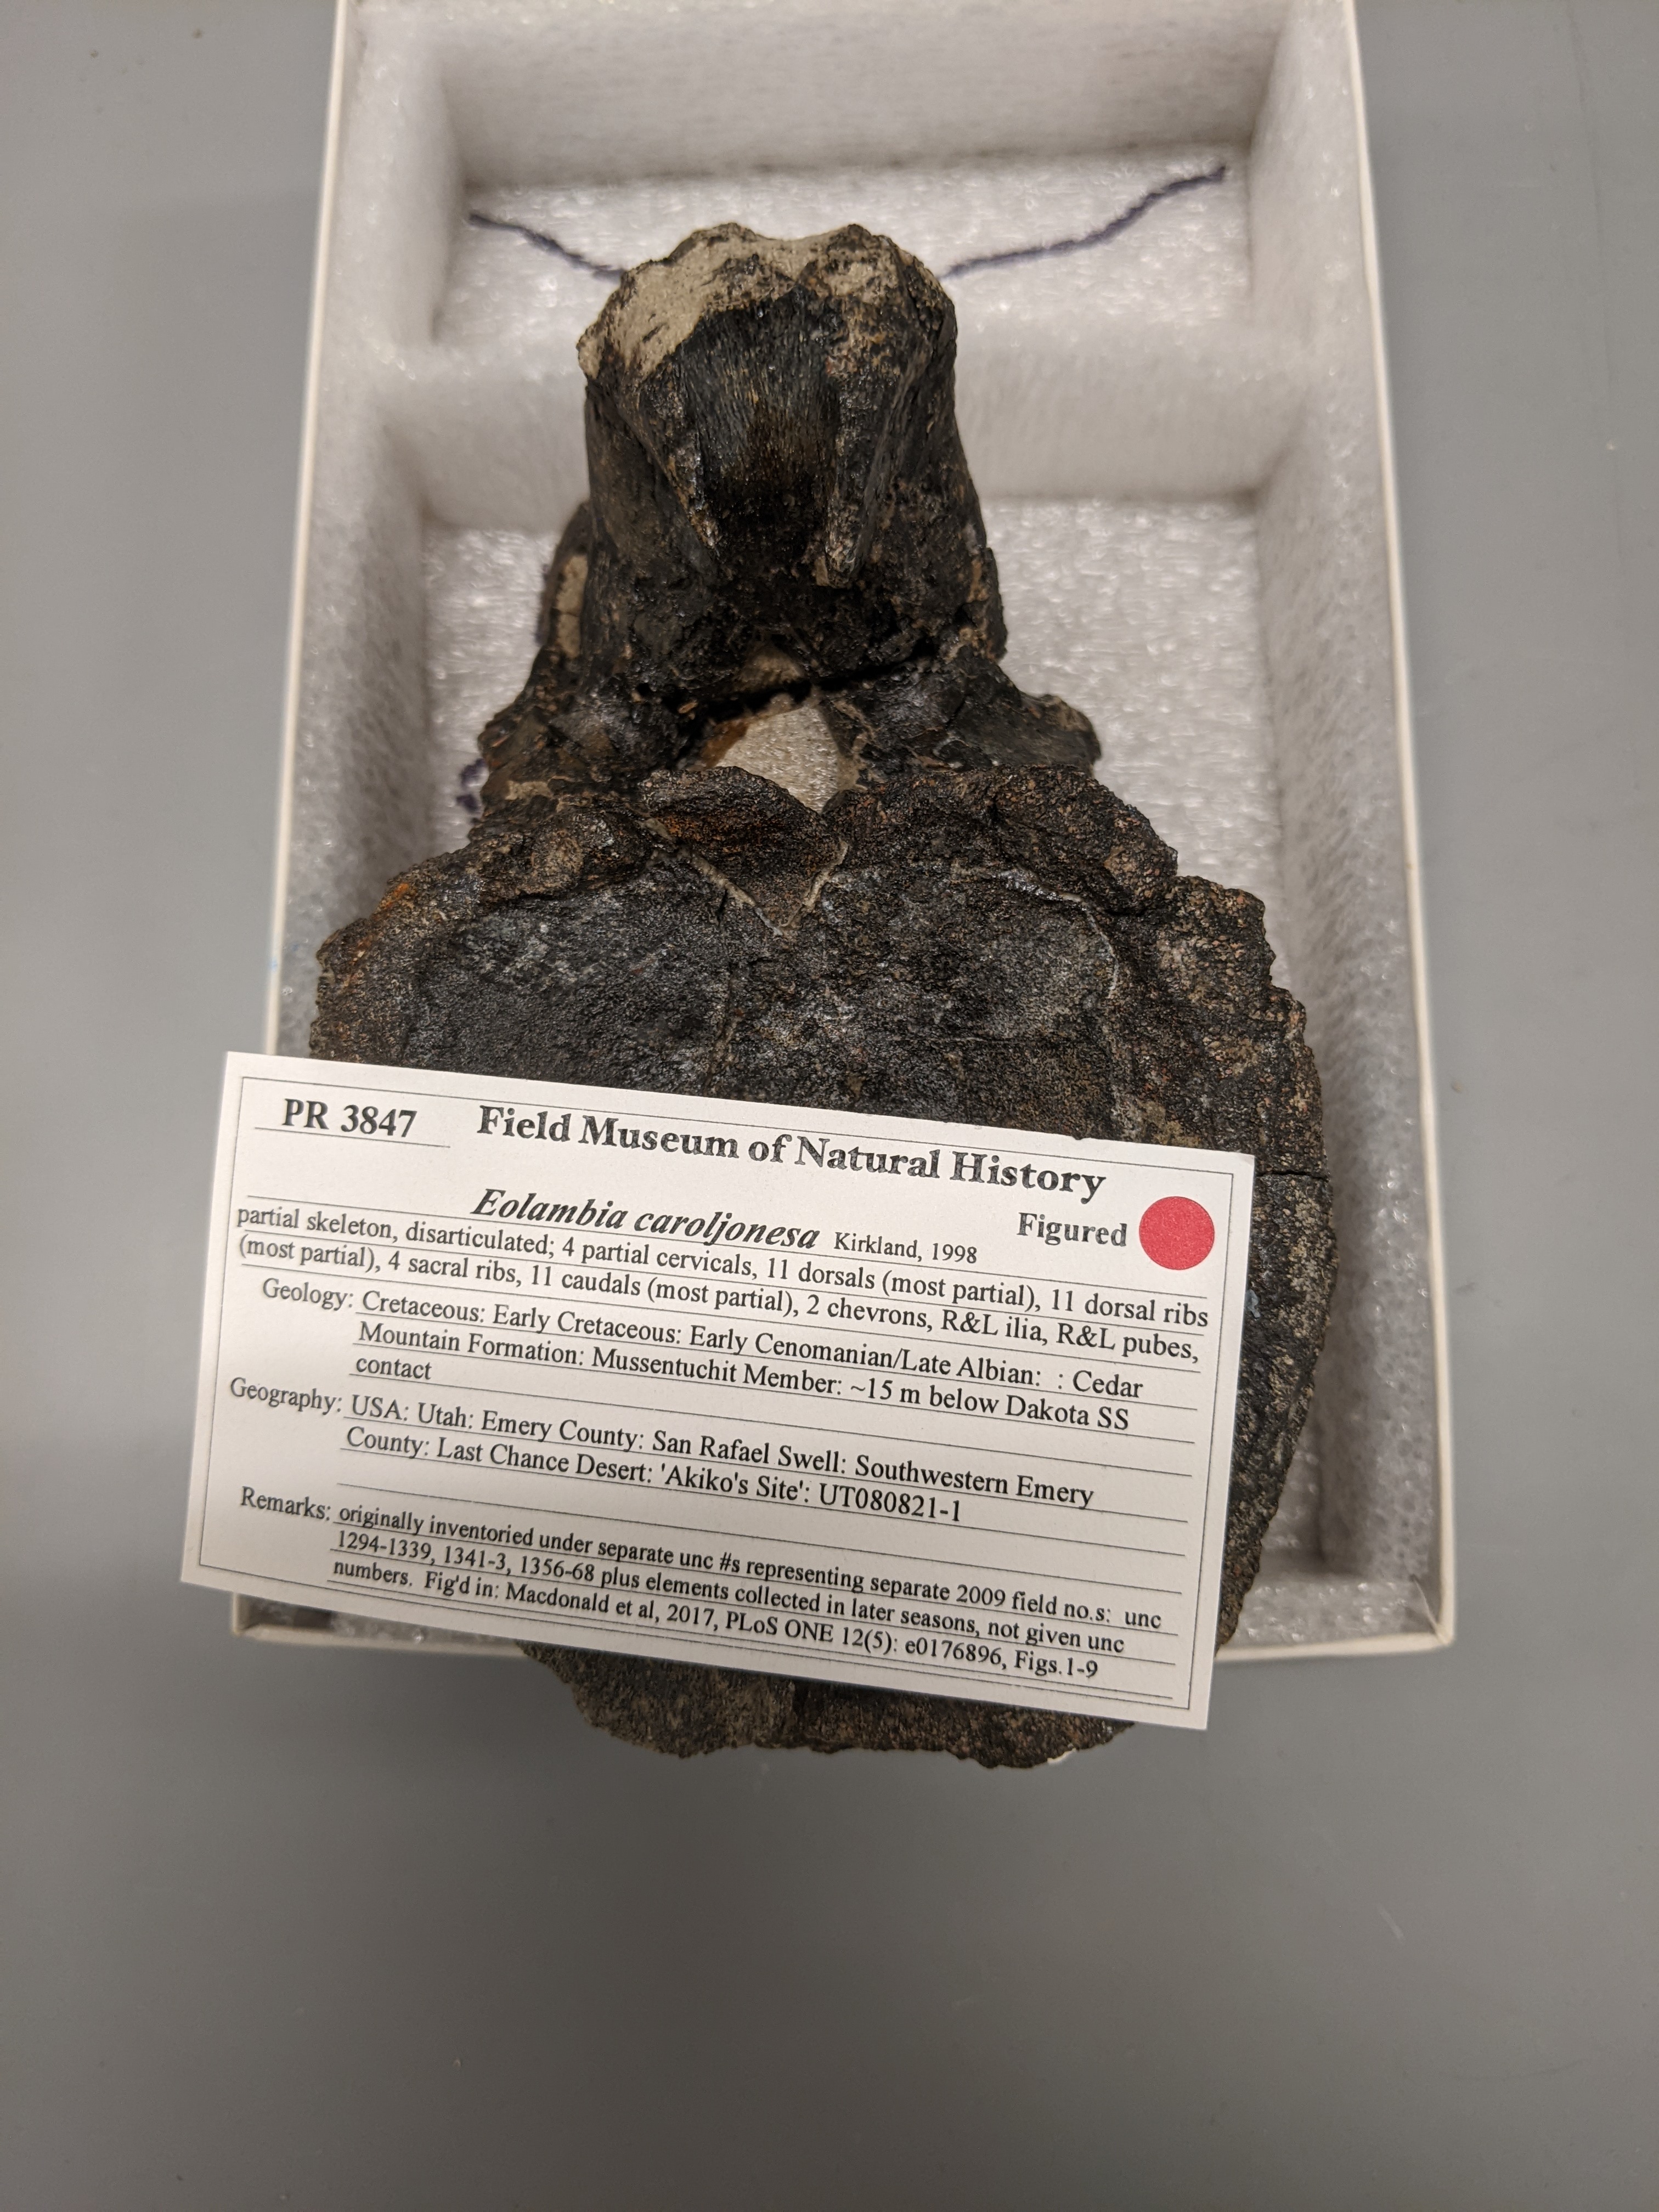 PR 3847 Field Museum of Natural History
Eolambia caroljonesa Kirkland, 1998 Figured
partial skeleton, disarticulated; 4 partial cervicals, 11 dorsals (most partial), 11 dorsal ribs
(most partial), 4 sacral ribs, 11 caudals (most partial), 2 chevrons, R&L ilia, R&L pubes,
Geology: Cretaceous: Early Cretaceous: Early Cenomanian/Late Albian: : Cedar
Mountain Formation: Mussentuchit Member: ~15 m below Dakota SS
contact
Geography: USA: Utah: Emery County: San Rafael Swell: Southwestern Emery
County: Last Chance Desert: 'Akiko's Site': UT080821-1
Remarks: originally inventoried under separate unc #s representing separate 2009 field no.s: unc
1294-1339, 1341-3, 1356-68 plus elements collected in later seasons, not given unc
numbers. Fig'd in: Macdonald et al, 2017, PLoS ONE 12(5): e0176896, Figs.1-9